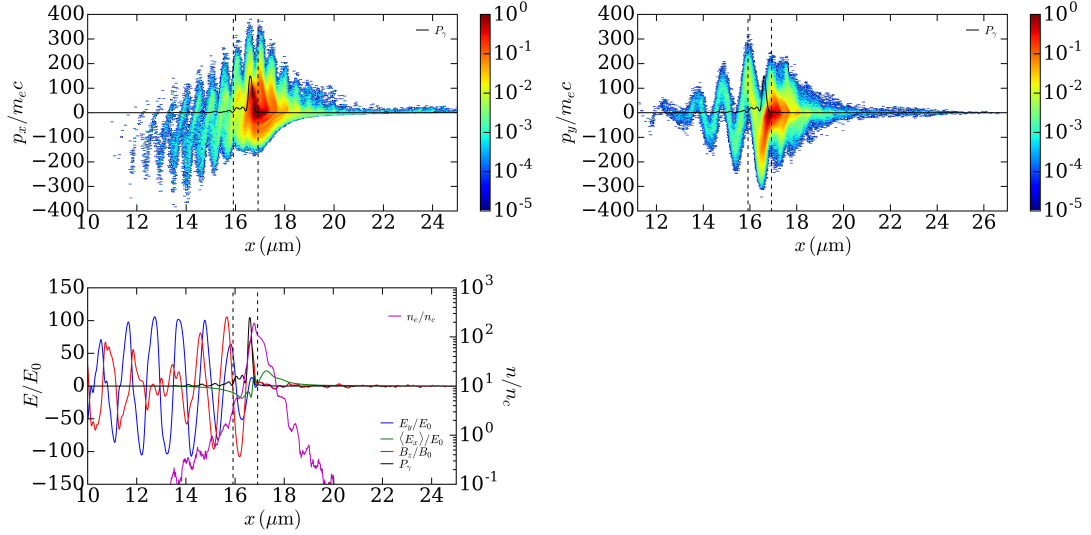 400
300
200
100
0
−100
−200
−300
−400
p_x/m_e c
10 12 14 16 18 20 22 24
x (μm)
P_γ
10^0
10^-1
10^-2
10^-3
10^-4
10^-5
400
300
200
100
0
−100
−200
−300
−400
p_y/m_e c
12 14 16 18 20 22 24 26
x (μm)
P_γ
10^0
10^-1
10^-2
10^-3
10^-4
10^-5
150
100
50
0
−50
−100
−150
E/E_0
10 12 14 16 18 20 22 24
x (μm)
n_e/n_c
E_y/E_0
⟨E_x⟩/E_0
B_z/B_0
P_γ
10^3
10^2
10^1
10^0
10^-1
n/n_c